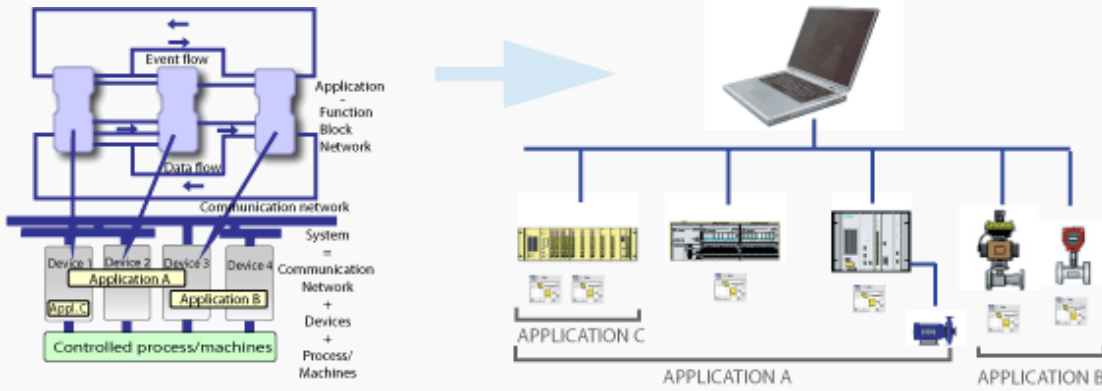 Event flow
Application
-
Function
Block
Network
Data flow
Communication network
System
=
Communication
Network
+
Devices
+
Process/
Machines
Device 1
Device 2
Device 3
Device 4
Application A
Application B
Appl.C
Controlled process/machines
APPLICATION C
APPLICATION A
APPLICATION B